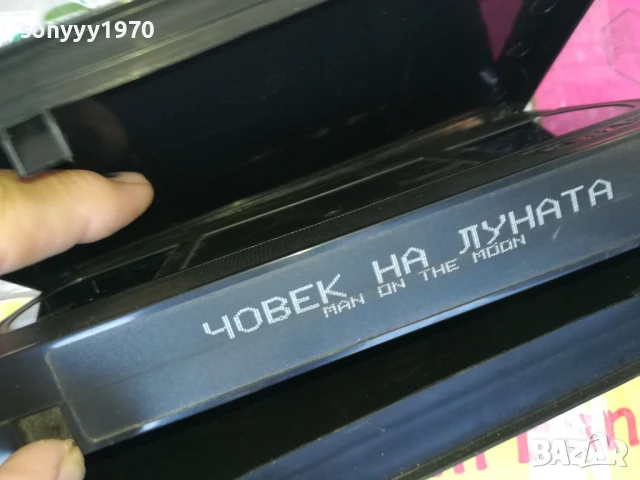 sonyyy1970
ЧОВЕК НА ЛУНАТА
MAN ON THE MOON
BAZAR